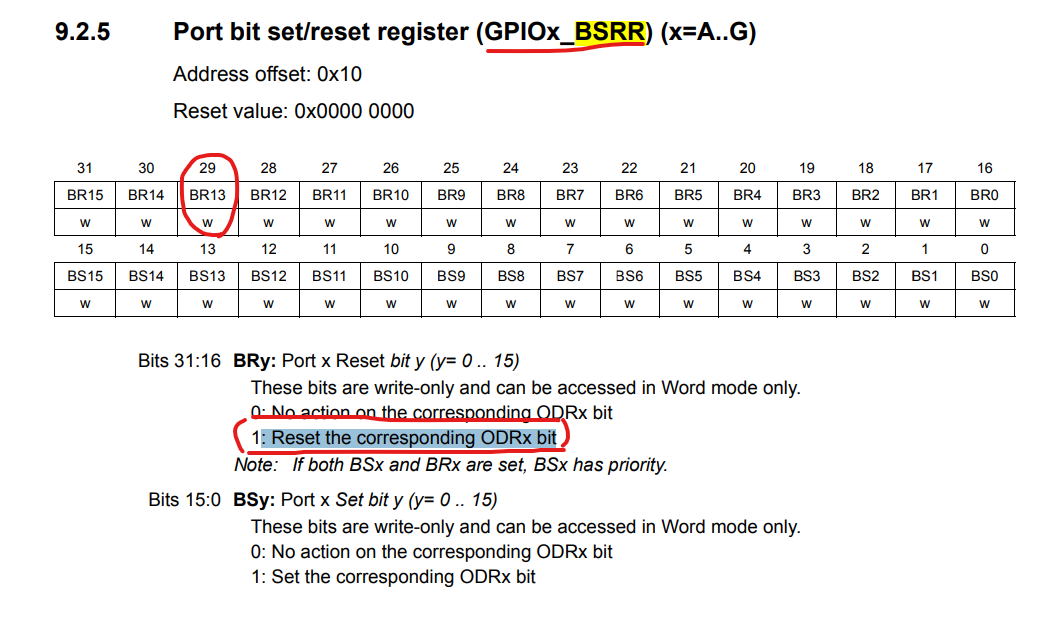 9.2.5 Port bit set/reset register (GPIOx_BSRR) (x=A..G)
Address offset: 0x10
Reset value: 0x0000 0000
31 30 29 28 27 26 25 24 23 22 21 20 19 18 17 16
BR15 BR14 BR13 BR12 BR11 BR10 BR9 BR8 BR7 BR6 BR5 BR4 BR3 BR2 BR1 BR0
w w w w w w w w w w w w w w w w
15 14 13 12 11 10 9 8 7 6 5 4 3 2 1 0
BS15 BS14 BS13 BS12 BS11 BS10 BS9 BS8 BS7 BS6 BS5 BS4 BS3 BS2 BS1 BS0
w w w w w w w w w w w w w w w w
Bits 31:16 BRy: Port x Reset bit y (y= 0 .. 15)
These bits are write-only and can be accessed in Word mode only.
0: No action on the corresponding ODRx bit
1: Reset the corresponding ODRx bit
Note: If both BSx and BRx are set, BSx has priority.
Bits 15:0 BSy: Port x Set bit y (y= 0 .. 15)
These bits are write-only and can be accessed in Word mode only.
0: No action on the corresponding ODRx bit
1: Set the corresponding ODRx bit